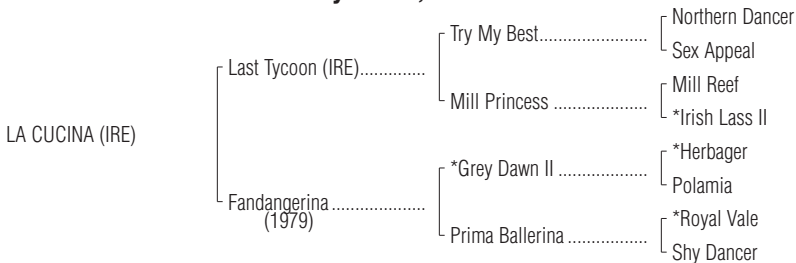 Northern Dancer
Try My Best.......................
Sex Appeal
Last Tycoon (IRE)..............
Mill Reef
Mill Princess ....................
*Irish Lass II
LA CUCINA (IRE)
*Herbager
*Grey Dawn II ...................
Polamia
Fandangerina ....................
(1979)
*Royal Vale
Prima Ballerina .................
Shy Dancer